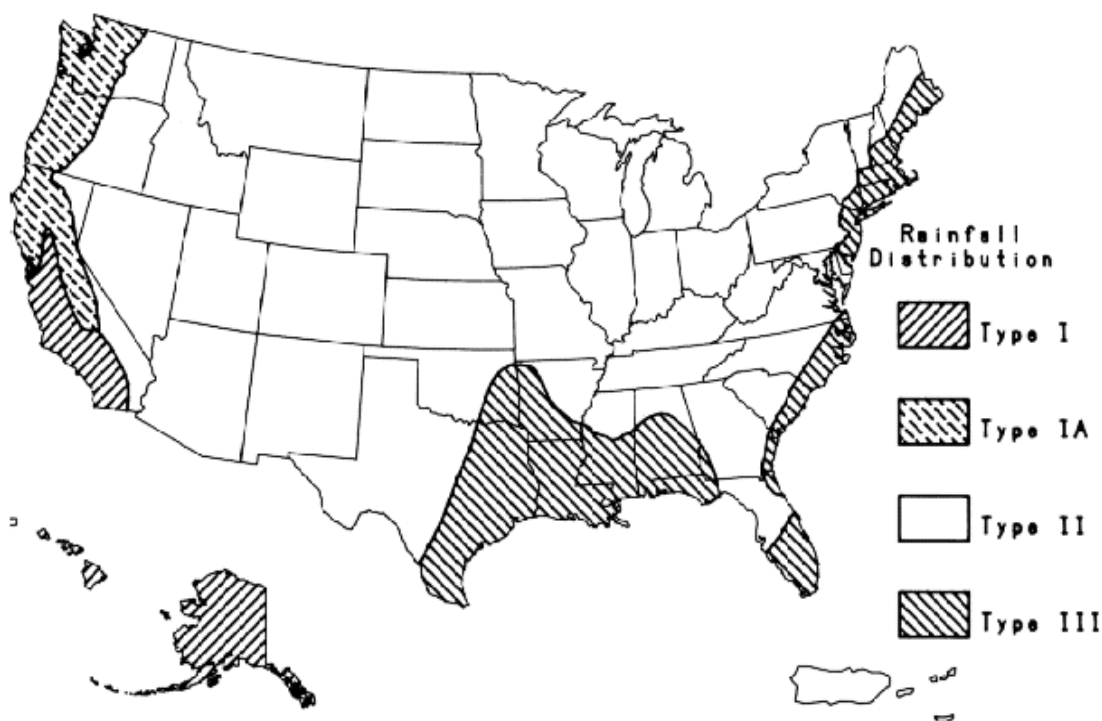 Rainfall
Distribution
Type I
Type IA
Type II
Type III